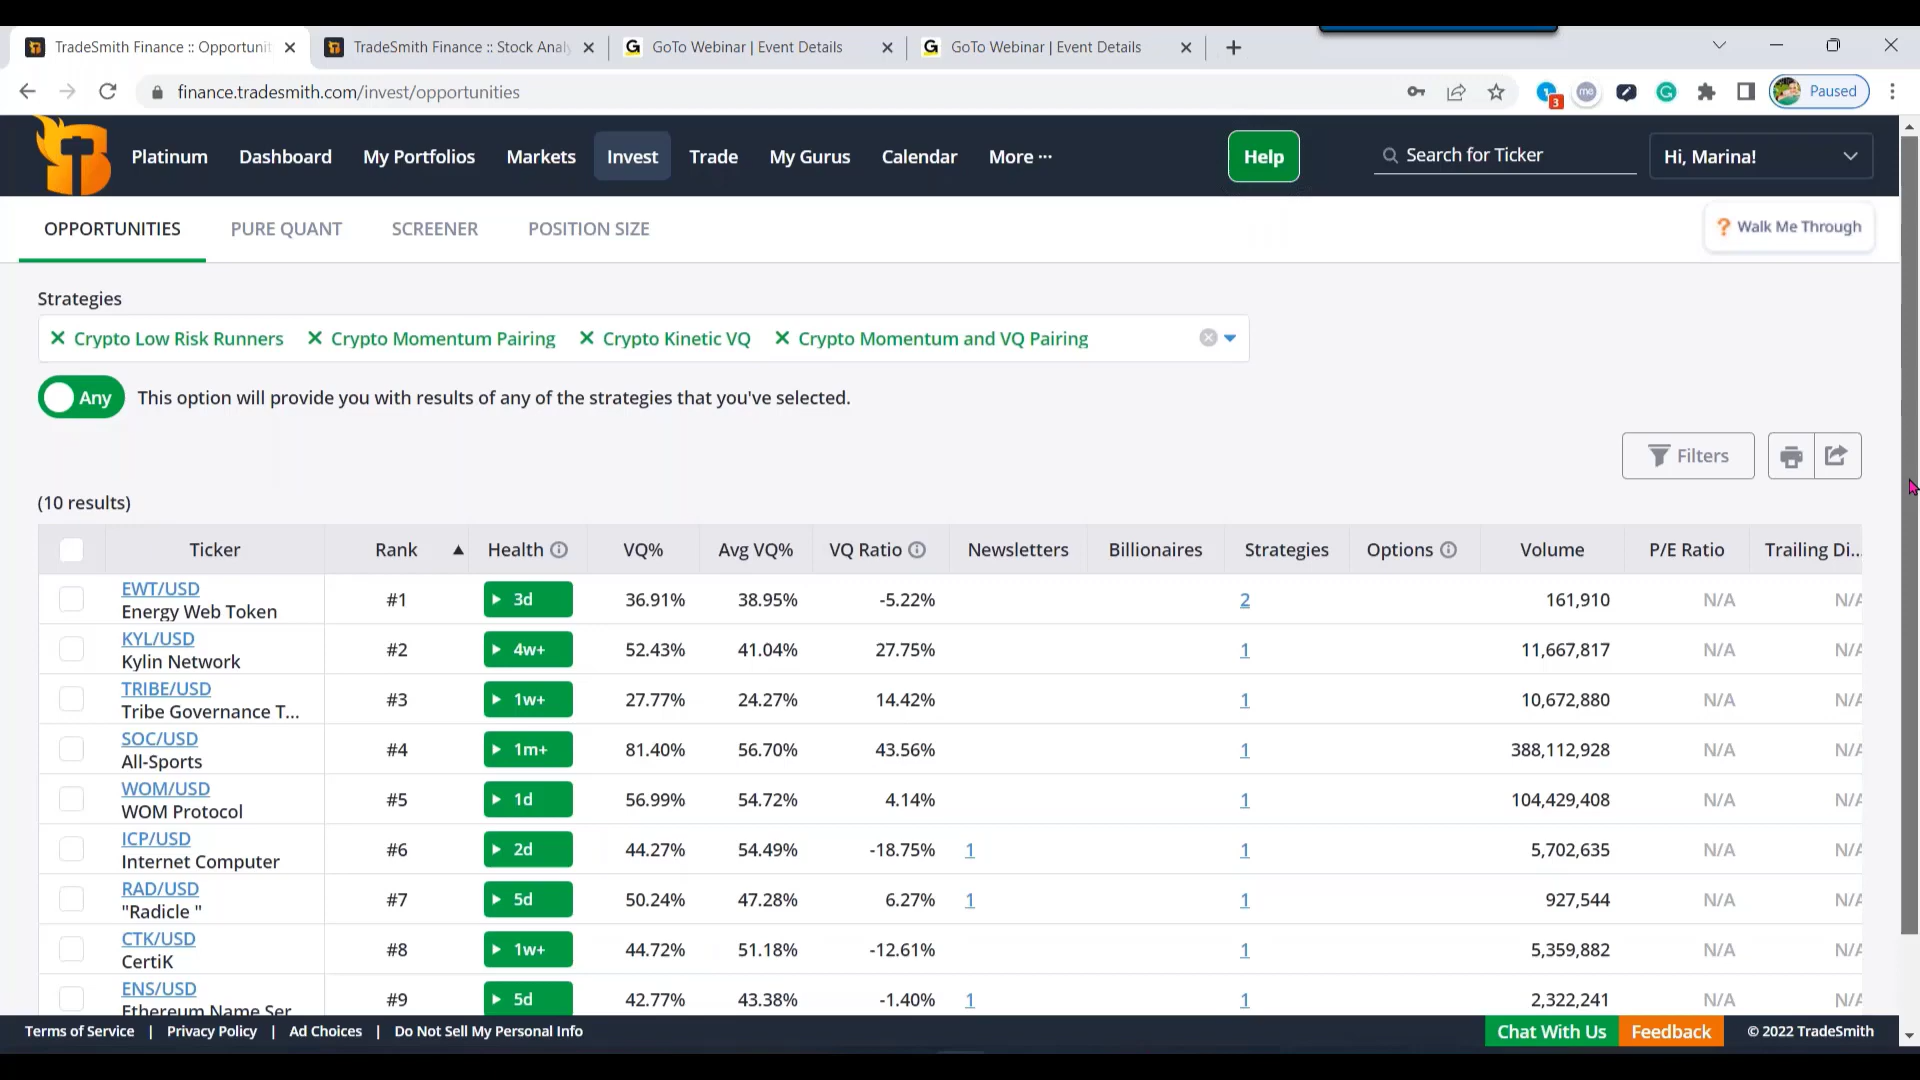 TradeSmith Finance :: Opportunit
TradeSmith Finance :: Stock Anal
GoTo Webinar | Event Details
GoTo Webinar | Event Details
finance.tradesmith.com/invest/opportunities
3
Paused
Platinum Dashboard My Portfolios Markets Invest Trade My Gurus Calendar More ···
Help
Search for Ticker
Hi, Marina!
OPPORTUNITIES PURE QUANT SCREENER POSITION SIZE
? Walk Me Through
Strategies
Crypto Low Risk Runners Crypto Momentum Pairing Crypto Kinetic VQ Crypto Momentum and VQ Pairing
Any This option will provide you with results of any of the strategies that you've selected.
Filters
(10 results)
Ticker Rank Health VQ% Avg VQ% VQ Ratio Newsletters Billionaires Strategies Options Volume P/E Ratio Trailing Di...
EWT/USD
Energy Web Token #1 3d 36.91% 38.95% -5.22% 2 161,910 N/A N/A
KYL/USD
Kylin Network #2 4w+ 52.43% 41.04% 27.75% 1 11,667,817 N/A N/A
TRIBE/USD
Tribe Governance T... #3 1w+ 27.77% 24.27% 14.42% 1 10,672,880 N/A N/A
SOC/USD
All-Sports #4 1m+ 81.40% 56.70% 43.56% 1 388,112,928 N/A N/A
WOM/USD
WOM Protocol #5 1d 56.99% 54.72% 4.14% 1 104,429,408 N/A N/A
ICP/USD
Internet Computer #6 2d 44.27% 54.49% -18.75% 1 1 5,702,635 N/A N/A
RAD/USD
"Radicle " #7 5d 50.24% 47.28% 6.27% 1 1 927,544 N/A N/A
CTK/USD
CertiK #8 1w+ 44.72% 51.18% -12.61% 1 5,359,882 N/A N/A
ENS/USD
Ethereum Name Ser #9 5d 42.77% 43.38% -1.40% 1 1 2,322,241 N/A N/A
Terms of Service | Privacy Policy | Ad Choices | Do Not Sell My Personal Info
Chat With Us
Feedback
© 2022 TradeSmith